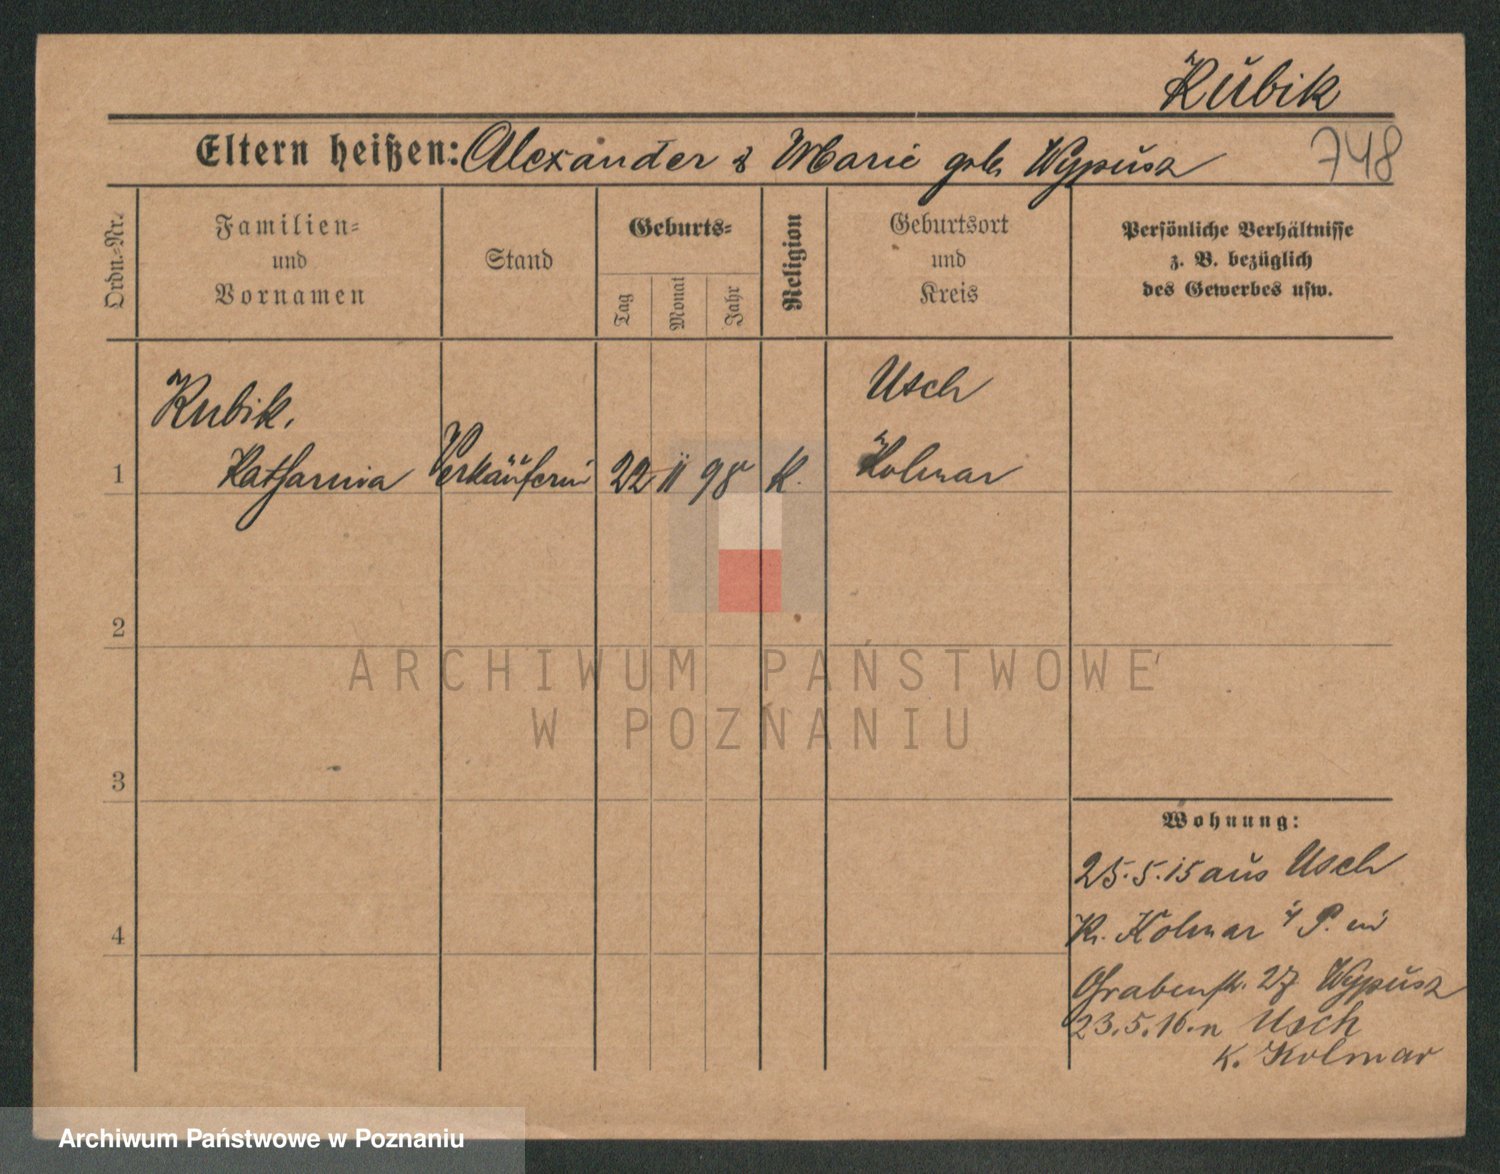 Kubik
Eltern heißen: Alexander & Marie geb. Wypusz
748
Ordn.-Nr.
Familien-
und
Vornamen
Stand
Geburts-
Tag
Monat
Jahr
Religion
Geburtsort
und
Kreis
Persönliche Verhältnisse
z. B. bezüglich
des Gewerbes usw.
1
Kubik,
Katharina
Verkäuferin
22
II
98
K.
Usch
Kolmar
2
3
4
Wohnung:
25.5.15 aus Usch
Kr. Kolmar i/P. in
Grabenstr. 27 Wypusz
23.5.16. n Usch
K. Kolmar
ARCHIWUM PAŃSTWOWE
W POZNANIU
Archiwum Państwowe w Poznaniu